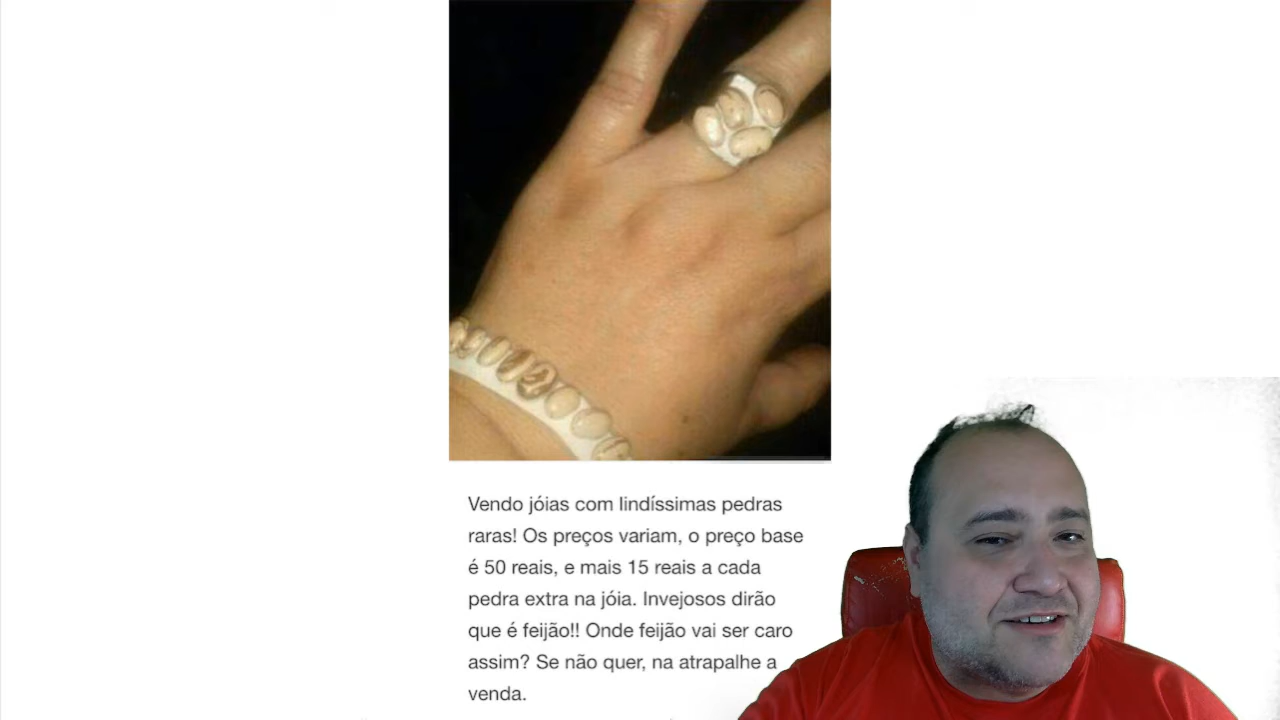 Vendo jóias com lindíssimas pedras
raras! Os preços variam, o preço base
é 50 reais, e mais 15 reais a cada
pedra extra na jóia. Invejosos dirão
que é feijão!! Onde feijão vai ser caro
assim? Se não quer, na atrapalhe a
venda.